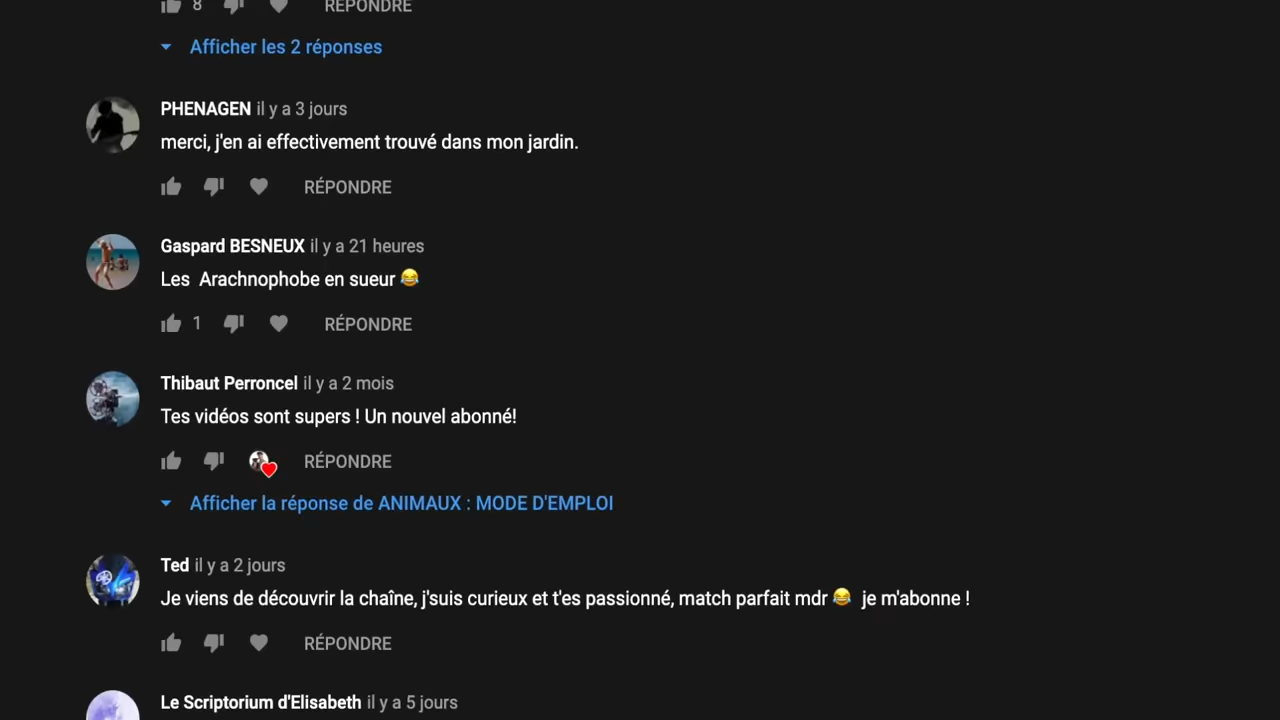 8 RÉPONDRE
Afficher les 2 réponses
PHENAGEN il y a 3 jours
merci, j'en ai effectivement trouvé dans mon jardin.
RÉPONDRE
Gaspard BESNEUX il y a 21 heures
Les Arachnophobe en sueur 😂
1 RÉPONDRE
Thibaut Perroncel il y a 2 mois
Tes vidéos sont supers ! Un nouvel abonné!
RÉPONDRE
Afficher la réponse de ANIMAUX : MODE D'EMPLOI
Ted il y a 2 jours
Je viens de découvrir la chaîne, j'suis curieux et t'es passionné, match parfait mdr 😂 je m'abonne !
RÉPONDRE
Le Scriptorium d'Elisabeth il y a 5 jours